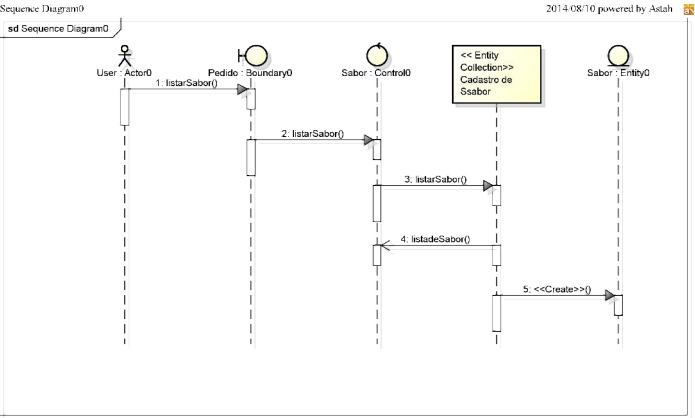 Sequence Diagram0
2014/08/10 powered by Astah
sd Sequence Diagram0
User : Actor0
Pedido : Boundary0
Sabor : Control0
<< Entity
Collection>>
Cadastro de
Ssabor
Sabor : Entity0
1: listarSabor()
2: listarSabor()
3: listarSabor()
4: listadeSabor()
5: <<Create>>()